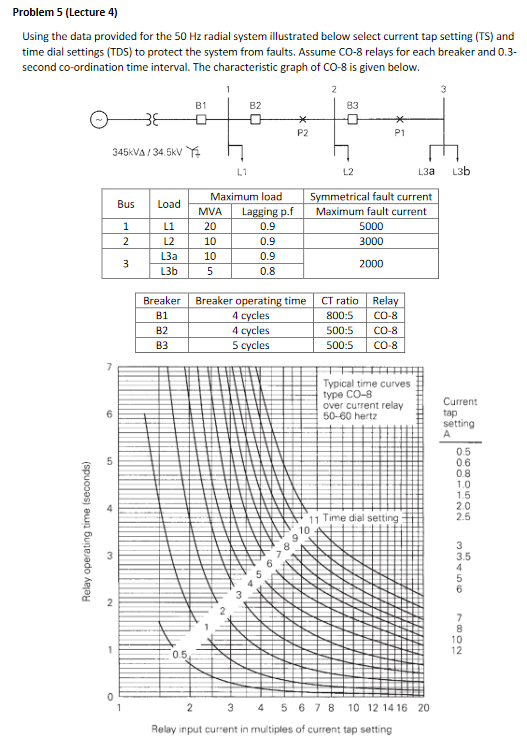 Problem 5 (Lecture 4)
Using the data provided for the 50 Hz radial system illustrated below select current tap setting (TS) and
time dial settings (TDS) to protect the system from faults. Assume CO-8 relays for each breaker and 0.3-
second co-ordination time interval. The characteristic graph of CO-8 is given below.
1 2 3
B1 B2 B3
P2 P1
345kVΔ / 34.5kV
L1 L2 L3a L3b
Bus Load Maximum load Symmetrical fault current
MVA Lagging p.f Maximum fault current
1 L1 20 0.9 5000
2 L2 10 0.9 3000
3 L3a 10 0.9 2000
L3b 5 0.8
Breaker Breaker operating time CT ratio Relay
B1 4 cycles 800:5 CO-8
B2 4 cycles 500:5 CO-8
B3 5 cycles 500:5 CO-8
Typical time curves
type CO-8
over current relay
50-60 hertz
Current
tap
setting
A
0.5
0.6
0.8
1.0
1.5
2.0
2.5
3
3.5
4
5
6
7
8
10
12
Relay operating time (seconds)
7
6
5
4
3
2
1
0
11 Time dial setting
10
9
8
7
6
5
4
3
2
1
0.5
1 2 3 4 5 6 7 8 10 12 14 16 20
Relay input current in multiples of current tap setting